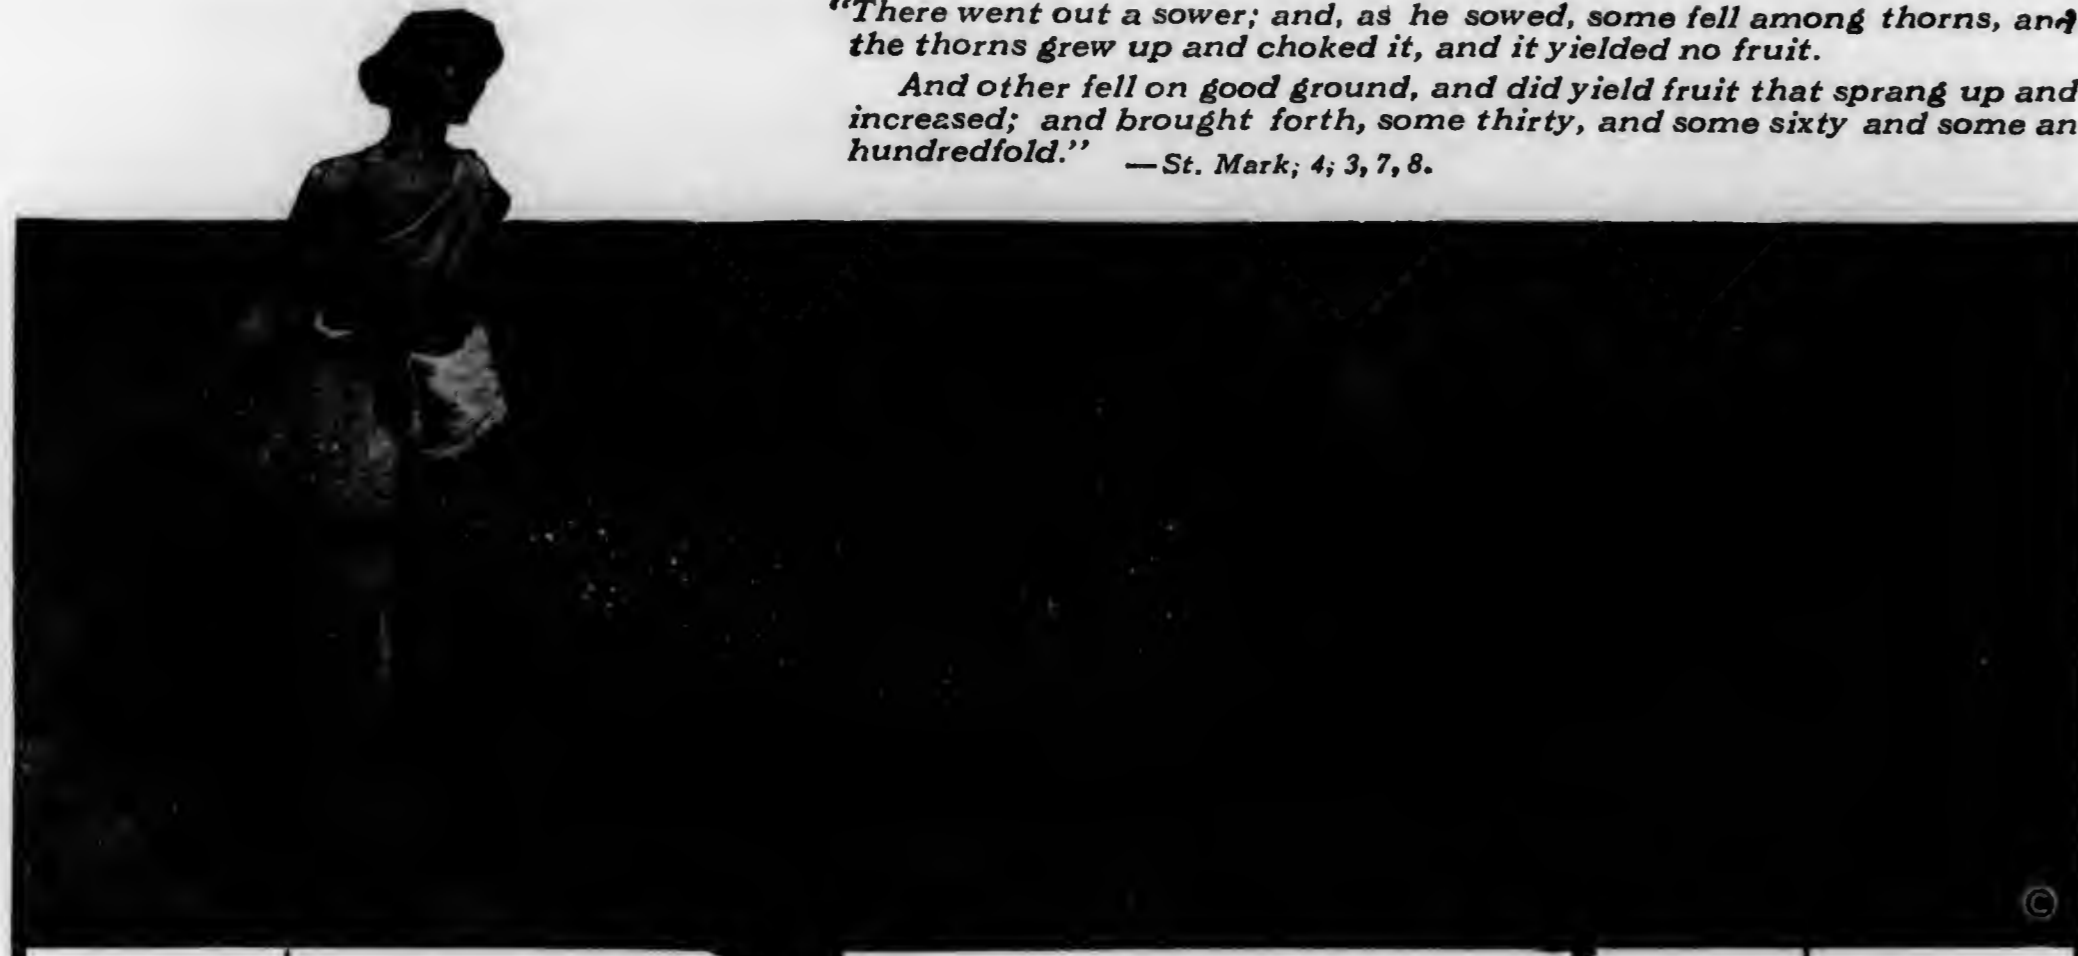 "There went out a sower; and, as he sowed, some fell among thorns, and
the thorns grew up and choked it, and it yielded no fruit.
And other fell on good ground, and did yield fruit that sprang up and
increased; and brought forth, some thirty, and some sixty and some an
hundredfold."
—St. Mark; 4; 3, 7, 8.
©